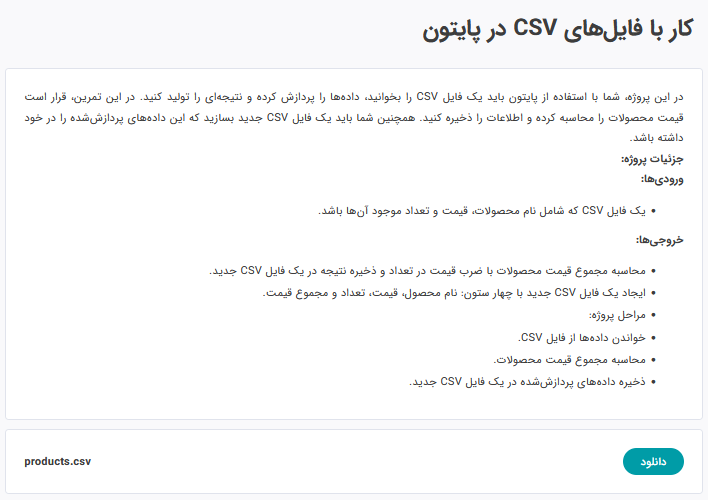 کار با فایل‌های CSV در پایتون
در این پروژه، شما با استفاده از پایتون باید یک فایل CSV را بخوانید، داده‌ها را پردازش کرده و نتیجه‌ای را تولید کنید. در این تمرین، قرار است
قیمت محصولات را محاسبه کرده و اطلاعات را ذخیره کنید. همچنین شما باید یک فایل CSV جدید بسازید که این داده‌های پردازش‌شده را در خود
داشته باشد.
جزئیات پروژه:
ورودی‌ها:
• یک فایل CSV که شامل نام محصولات، قیمت و تعداد موجود آن‌ها باشد.
خروجی‌ها:
• محاسبه مجموع قیمت محصولات با ضرب قیمت در تعداد و ذخیره نتیجه در یک فایل CSV جدید.
• ایجاد یک فایل CSV جدید با چهار ستون: نام محصول، قیمت، تعداد و مجموع قیمت.
• مراحل پروژه:
• خواندن داده‌ها از فایل CSV.
• محاسبه مجموع قیمت محصولات.
• ذخیره داده‌های پردازش‌شده در یک فایل CSV جدید.
دانلود
products.csv